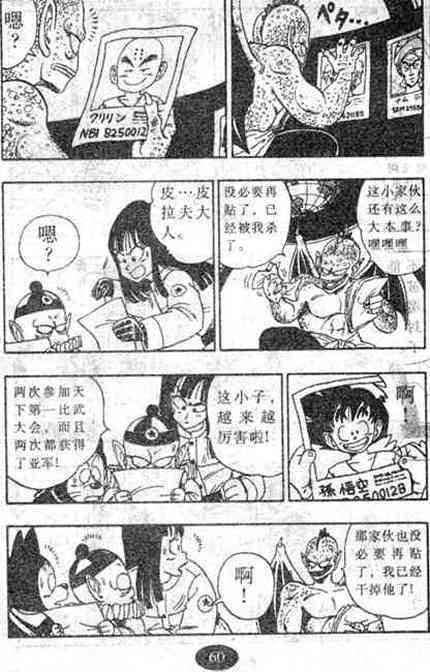 ペタ…
嗯?
クリリン
NBI 8250012
这小家伙
还有这么
大本事?
嘿嘿嘿
没必要再
贴了，已
经被我杀
了。
皮…皮
拉夫大
人。
嗯?
啊!
孫悟空
500128
这小子，
越来越
厉害啦!
两次参加天
下第一比武
大会，而且
两次都获得
了亚军!
那家伙也没
必要再贴
了，我已经
干掉他了!
啊!
60